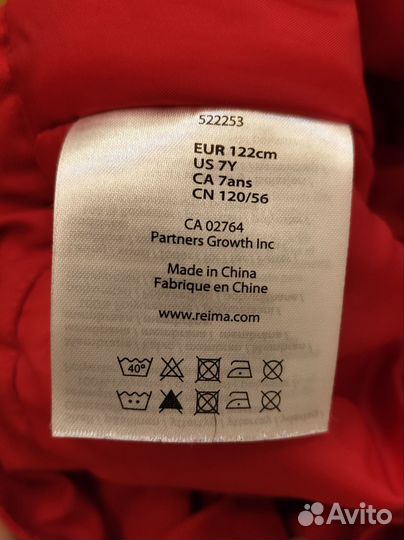 522253
EUR 122cm
US 7Y
CA 7ans
CN 120/56
CA 02764
Partners Growth Inc
Made in China
Fabrique en Chine
www.reima.com
40°
Avito